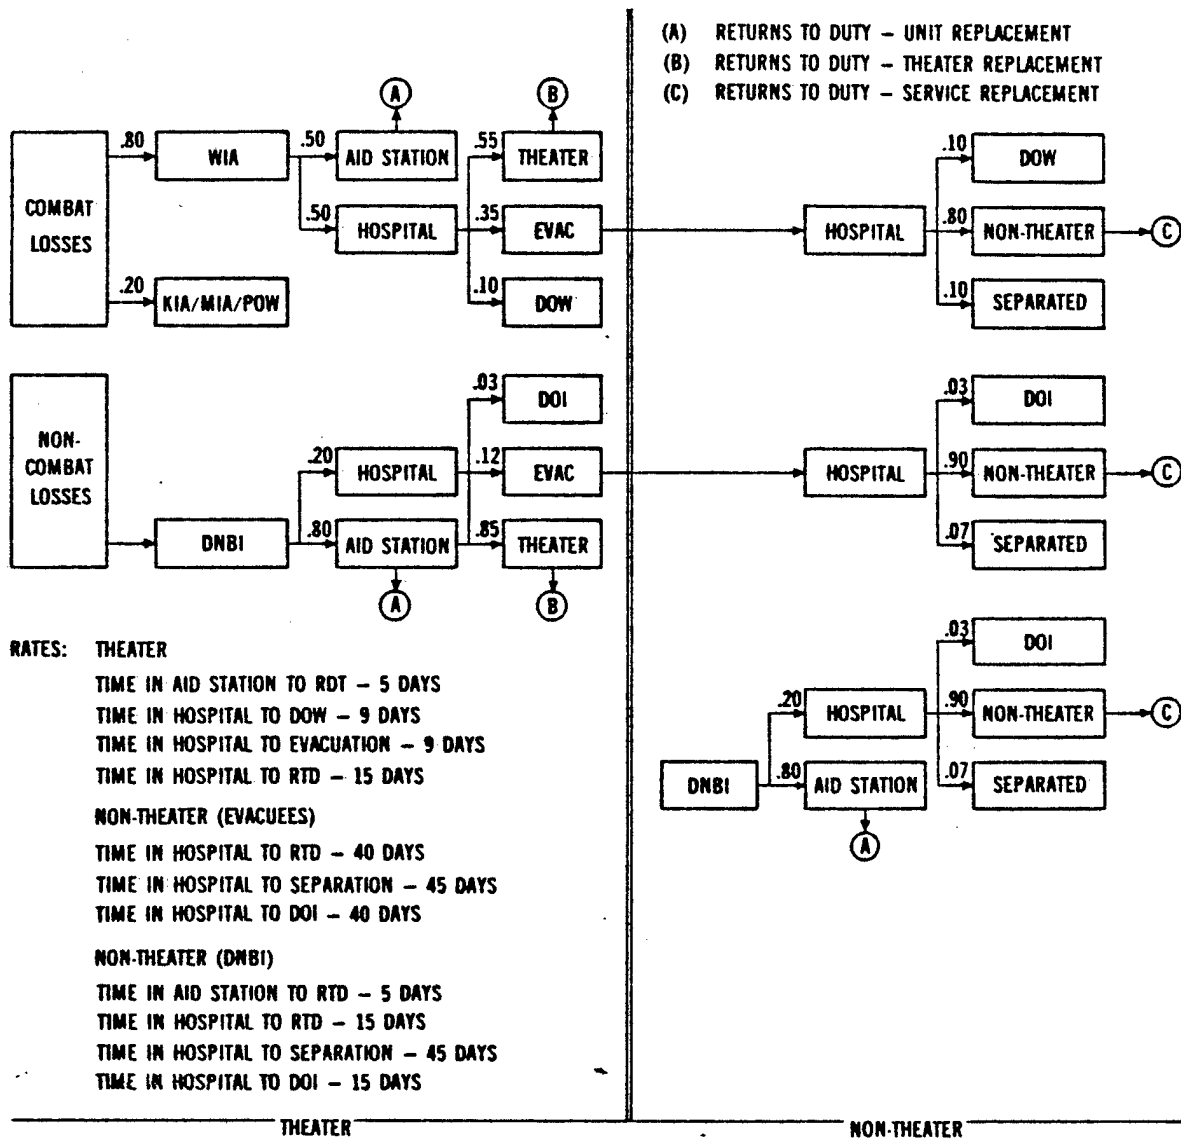 (A) RETURNS TO DUTY – UNIT REPLACEMENT
(B) RETURNS TO DUTY – THEATER REPLACEMENT
(C) RETURNS TO DUTY – SERVICE REPLACEMENT
A
B
COMBAT
LOSSES
.80
WIA
.50
AID STATION
.55
THEATER
.50
HOSPITAL
.35
EVAC
.20
KIA/MIA/POW
.10
DOW
HOSPITAL
.10
DOW
.80
NON-THEATER
C
.10
SEPARATED
NON-
COMBAT
LOSSES
DNBI
.20
HOSPITAL
.80
AID STATION
.03
DOI
.12
EVAC
.85
THEATER
A
B
HOSPITAL
.03
DOI
.90
NON-THEATER
C
.07
SEPARATED
DNBI
.20
HOSPITAL
.80
AID STATION
A
.03
DOI
.90
NON-THEATER
C
.07
SEPARATED
RATES: THEATER
TIME IN AID STATION TO RDT – 5 DAYS
TIME IN HOSPITAL TO DOW – 9 DAYS
TIME IN HOSPITAL TO EVACUATION – 9 DAYS
TIME IN HOSPITAL TO RTD – 15 DAYS
NON-THEATER (EVACUEES)
TIME IN HOSPITAL TO RTD – 40 DAYS
TIME IN HOSPITAL TO SEPARATION – 45 DAYS
TIME IN HOSPITAL TO DOI – 40 DAYS
NON-THEATER (DNBI)
TIME IN AID STATION TO RTD – 5 DAYS
TIME IN HOSPITAL TO RTD – 15 DAYS
TIME IN HOSPITAL TO SEPARATION – 45 DAYS
TIME IN HOSPITAL TO DOI – 15 DAYS
THEATER
NON-THEATER